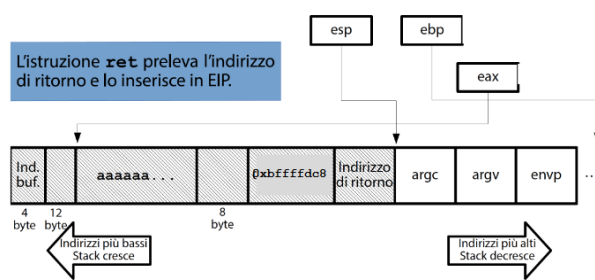 esp
ebp
L'istruzione ret preleva l'indirizzo
di ritorno e lo inserisce in EIP.
eax
Ind.
buf.
aaaaaa...
0xbffffdc8
Indirizzo
di ritorno
argc
argv
envp
...
4
byte
12
byte
8
byte
Indirizzi più bassi
Stack cresce
Indirizzi più alti
Stack decresce